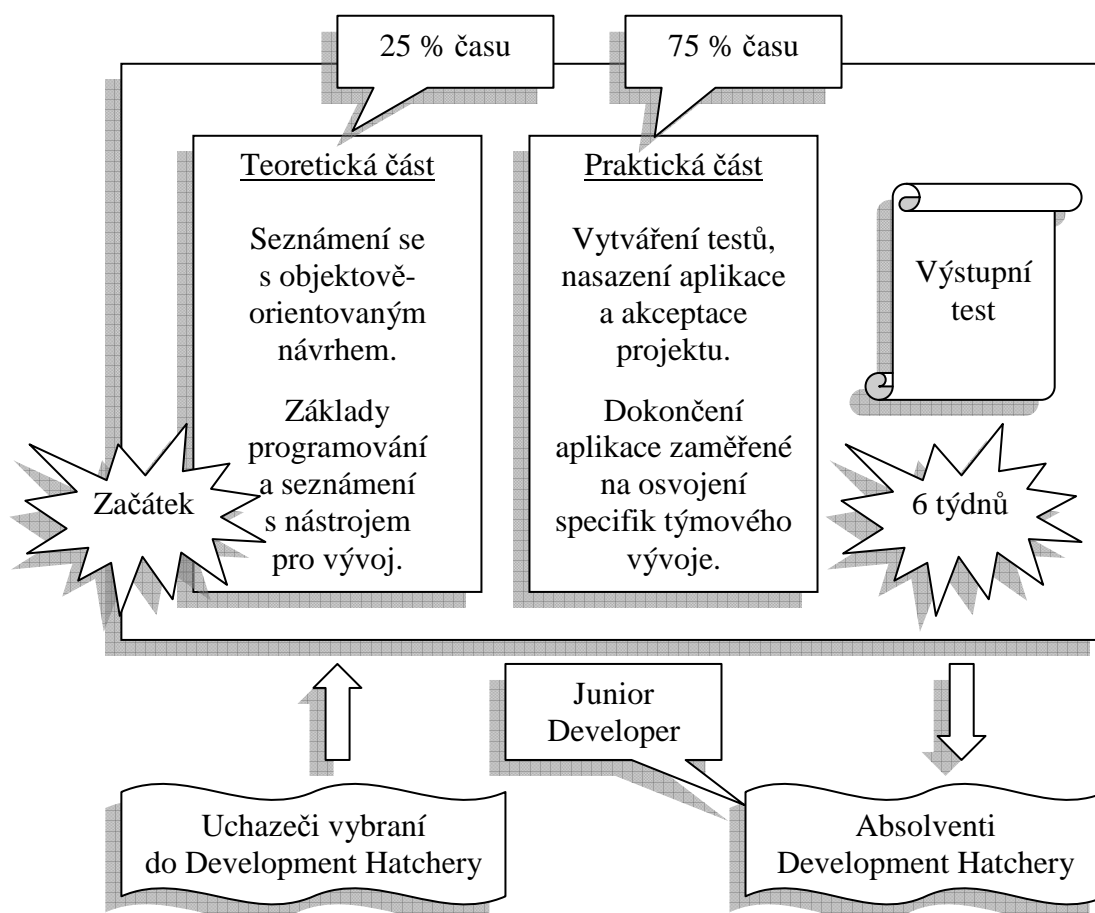 25 % času
75 % času
Teoretická část
Seznámení se
s objektově-
orientovaným
návrhem.
Základy
programování
a seznámení
s nástrojem
pro vývoj.
Praktická část
Vytváření testů,
nasazení aplikace
a akceptace
projektu.
Dokončení
aplikace zaměřené
na osvojení
specifik týmového
vývoje.
Výstupní
test
Začátek
6 týdnů
Junior
Developer
Uchazeči vybraní
do Development Hatchery
Absolventi
Development Hatchery